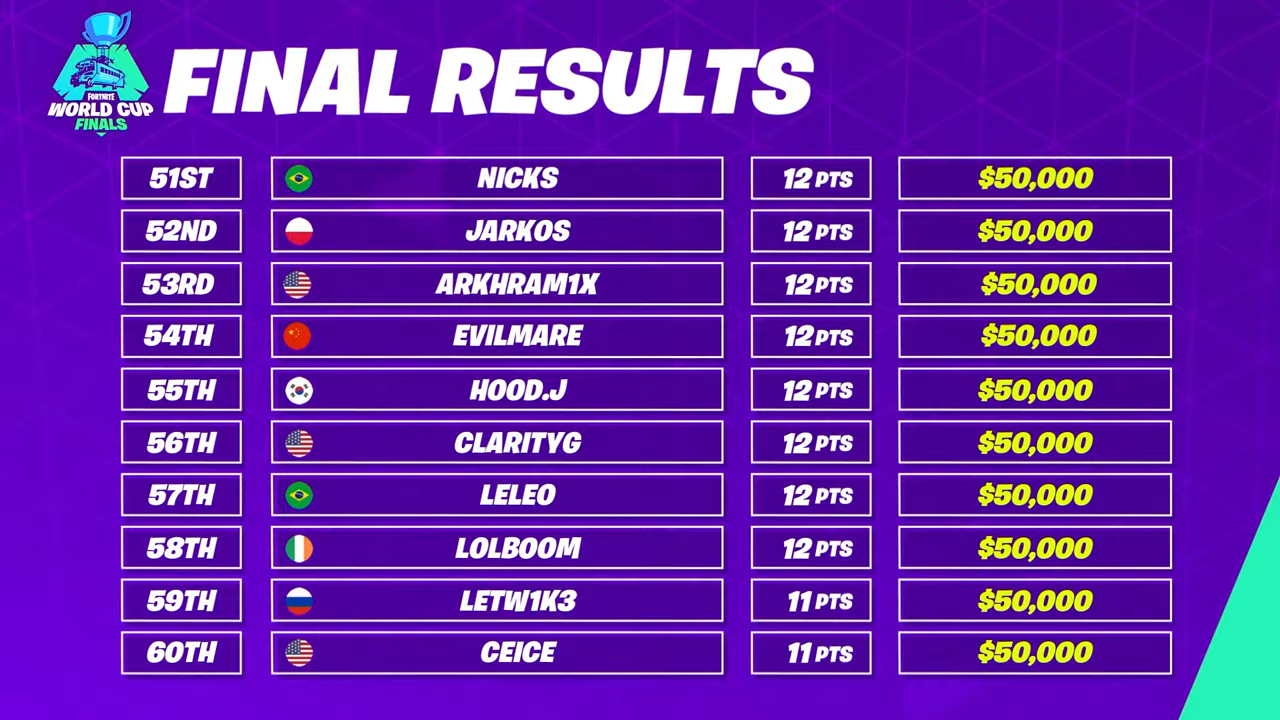 FORTNITE
WORLD CUP
FINALS
FINAL RESULTS
51ST NICKS 12 PTS $50,000
52ND JARKOS 12 PTS $50,000
53RD ARKHRAM1X 12 PTS $50,000
54TH EVILMARE 12 PTS $50,000
55TH HOOD.J 12 PTS $50,000
56TH CLARITYG 12 PTS $50,000
57TH LELEO 12 PTS $50,000
58TH LOLBOOM 12 PTS $50,000
59TH LETW1K3 11 PTS $50,000
60TH CEICE 11 PTS $50,000